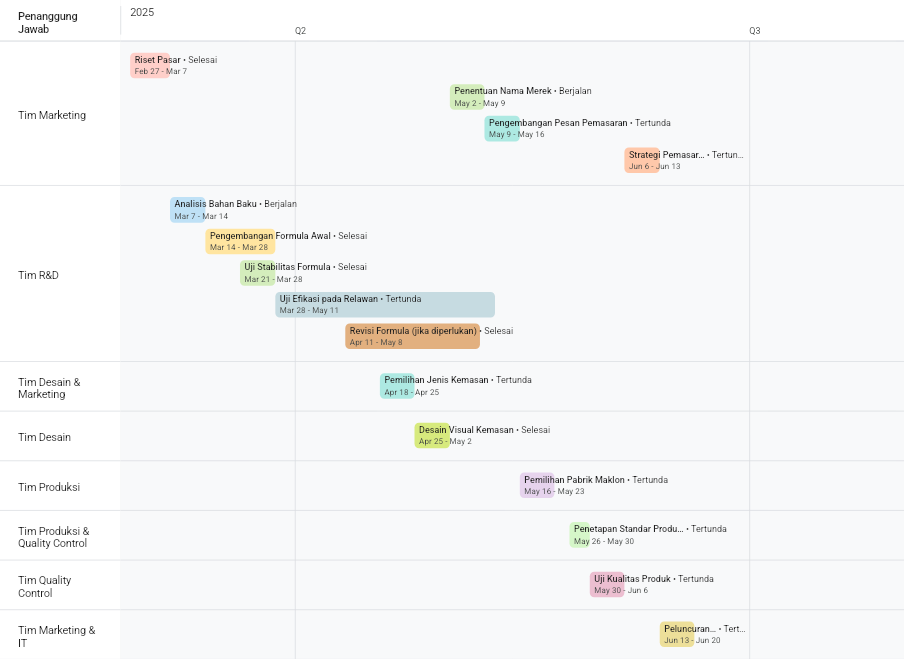 Penanggung
Jawab
2025
Q2
Q3
Tim Marketing
Riset Pasar • Selesai
Feb 27 - Mar 7
Penentuan Nama Merek • Berjalan
May 2 - May 9
Pengembangan Pesan Pemasaran • Tertunda
May 9 - May 16
Strategi Pemasar... • Tertun...
Jun 6 - Jun 13
Tim R&D
Analisis Bahan Baku • Berjalan
Mar 7 - Mar 14
Pengembangan Formula Awal • Selesai
Mar 14 - Mar 28
Uji Stabilitas Formula • Selesai
Mar 21 - Mar 28
Uji Efikasi pada Relawan • Tertunda
Mar 28 - May 11
Revisi Formula (jika diperlukan) • Selesai
Apr 11 - May 8
Tim Desain &
Marketing
Pemilihan Jenis Kemasan • Tertunda
Apr 18 - Apr 25
Tim Desain
Desain Visual Kemasan • Selesai
Apr 25 - May 2
Tim Produksi
Pemilihan Pabrik Maklon • Tertunda
May 16 - May 23
Tim Produksi &
Quality Control
Penetapan Standar Produ... • Tertunda
May 26 - May 30
Tim Quality
Control
Uji Kualitas Produk • Tertunda
May 30 - Jun 6
Tim Marketing &
IT
Peluncuran... • Tert...
Jun 13 - Jun 20